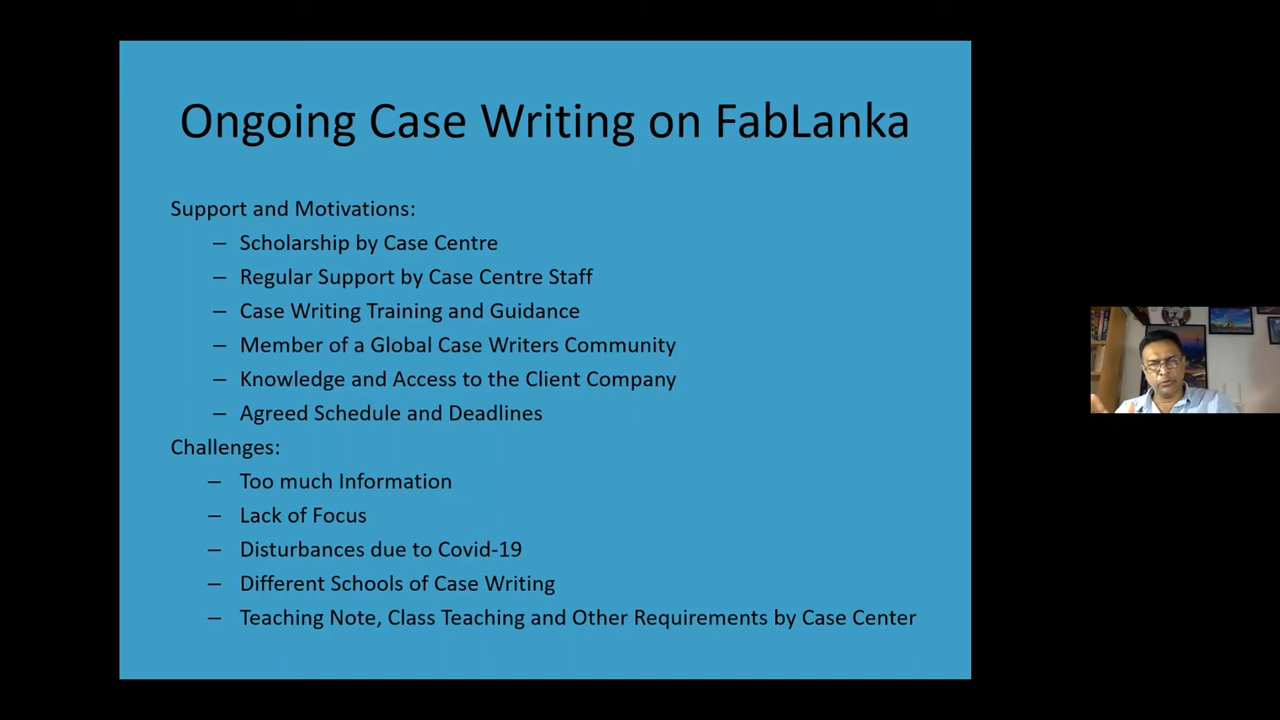 Ongoing Case Writing on FabLanka
Support and Motivations:
– Scholarship by Case Centre
– Regular Support by Case Centre Staff
– Case Writing Training and Guidance
– Member of a Global Case Writers Community
– Knowledge and Access to the Client Company
– Agreed Schedule and Deadlines
Challenges:
– Too much Information
– Lack of Focus
– Disturbances due to Covid-19
– Different Schools of Case Writing
– Teaching Note, Class Teaching and Other Requirements by Case Center